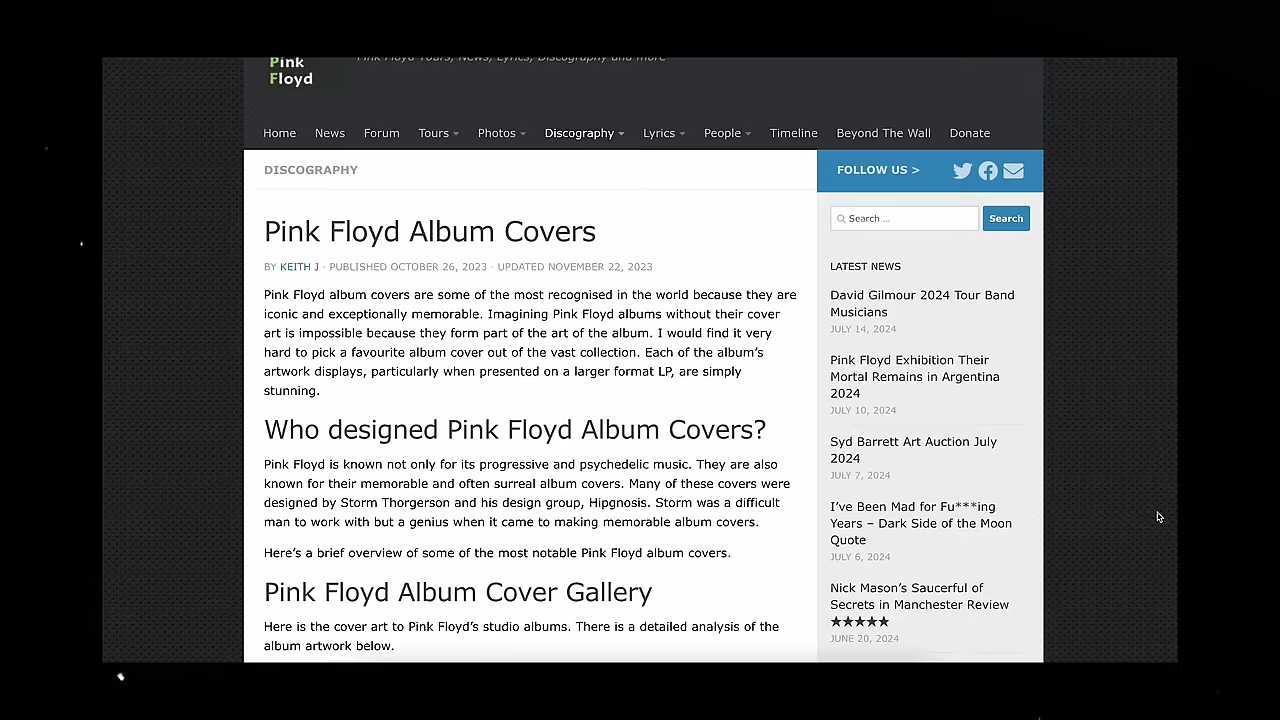 Pink
Floyd
Pink Floyd Tours, News, Lyrics, Discography and more
Home News Forum Tours Photos Discography Lyrics People Timeline Beyond The Wall Donate
DISCOGRAPHY
Pink Floyd Album Covers
BY KEITH J · PUBLISHED OCTOBER 26, 2023 · UPDATED NOVEMBER 22, 2023
Pink Floyd album covers are some of the most recognised in the world because they are
iconic and exceptionally memorable. Imagining Pink Floyd albums without their cover
art is impossible because they form part of the art of the album. I would find it very
hard to pick a favourite album cover out of the vast collection. Each of the album's
artwork displays, particularly when presented on a larger format LP, are simply
stunning.
Who designed Pink Floyd Album Covers?
Pink Floyd is known not only for its progressive and psychedelic music. They are also
known for their memorable and often surreal album covers. Many of these covers were
designed by Storm Thorgerson and his design group, Hipgnosis. Storm was a difficult
man to work with but a genius when it came to making memorable album covers.
Here's a brief overview of some of the most notable Pink Floyd album covers.
Pink Floyd Album Cover Gallery
Here is the cover art to Pink Floyd's studio albums. There is a detailed analysis of the
album artwork below.
FOLLOW US >
Search ... Search
LATEST NEWS
David Gilmour 2024 Tour Band
Musicians
JULY 14, 2024
Pink Floyd Exhibition Their
Mortal Remains in Argentina
2024
JULY 10, 2024
Syd Barrett Art Auction July
2024
JULY 7, 2024
I've Been Mad for Fu***ing
Years – Dark Side of the Moon
Quote
JULY 6, 2024
Nick Mason's Saucerful of
Secrets in Manchester Review
★★★★★
JUNE 20, 2024